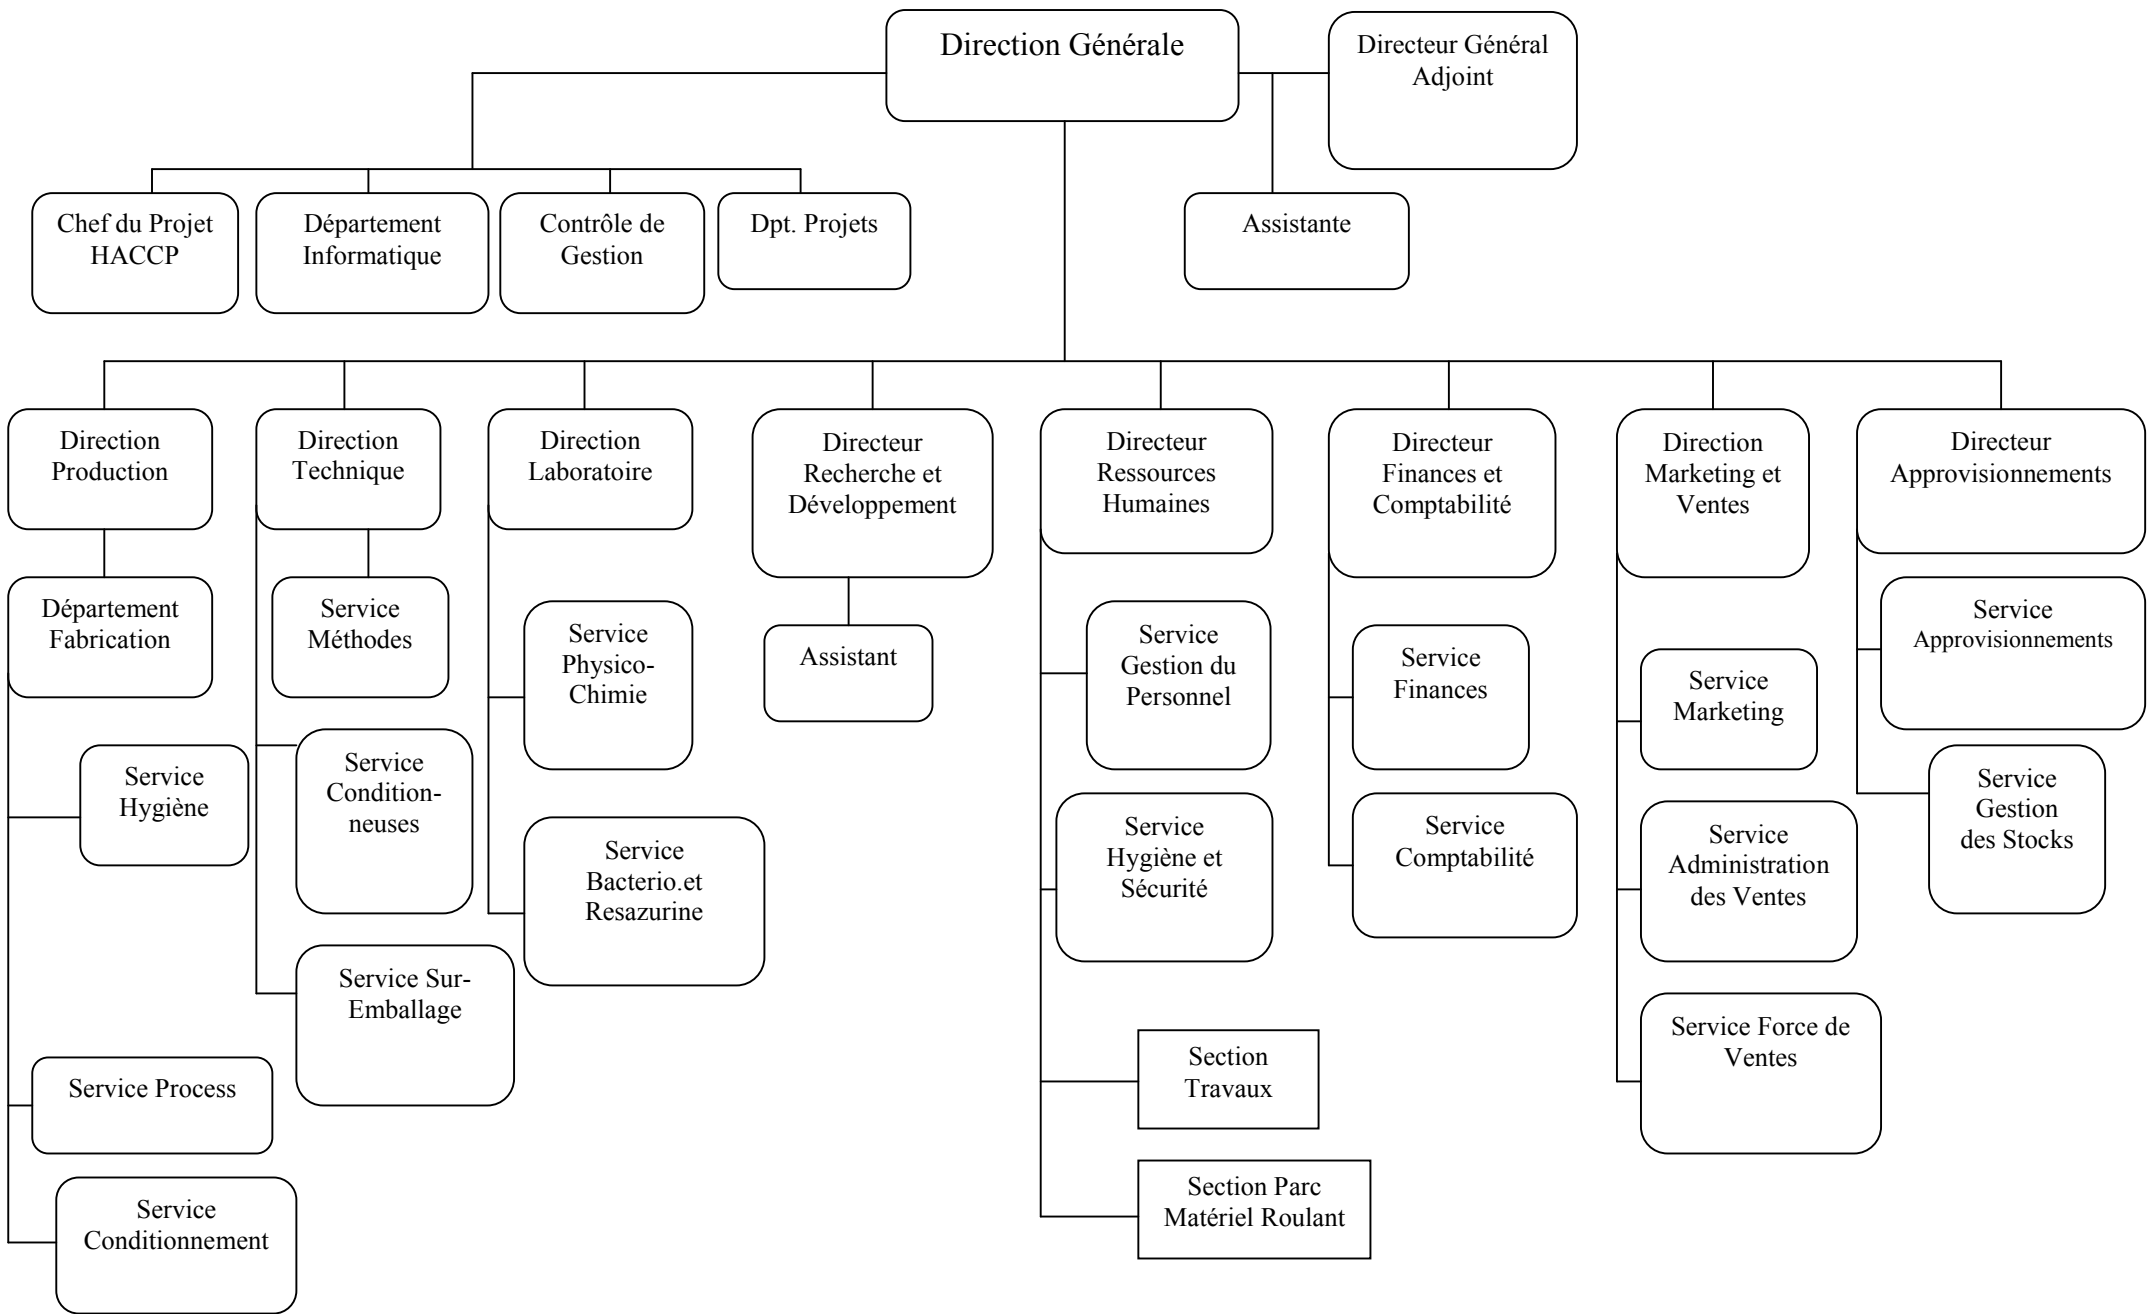 Direction Générale
Directeur Général
Adjoint
Chef du Projet
HACCP
Département
Informatique
Contrôle de
Gestion
Dpt. Projets
Assistante
Direction
Production
Direction
Technique
Direction
Laboratoire
Directeur
Recherche et
Développement
Directeur
Ressources
Humaines
Directeur
Finances et
Comptabilité
Direction
Marketing et
Ventes
Directeur
Approvisionnements
Département
Fabrication
Service
Méthodes
Service
Physico-
Chimie
Assistant
Service
Gestion du
Personnel
Service
Finances
Service
Marketing
Service
Approvisionnements
Service
Hygiène
Service
Condition-
neuses
Service
Bacterio.et
Resazurine
Service
Hygiène et
Sécurité
Service
Comptabilité
Service
Administration
des Ventes
Service
Gestion
des Stocks
Service Sur-
Emballage
Service Force de
Ventes
Service Process
Section
Travaux
Service
Conditionnement
Section Parc
Matériel Roulant